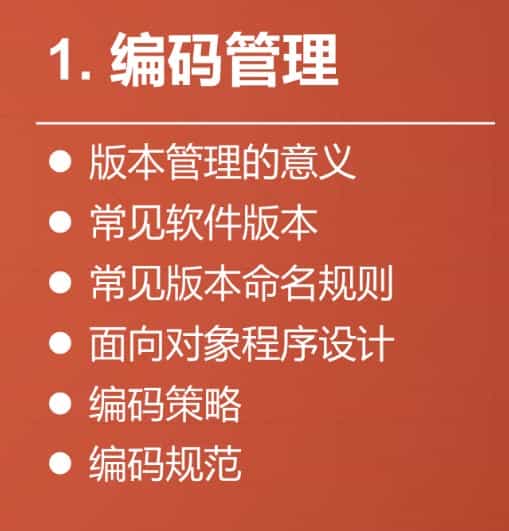 1. 编码管理
● 版本管理的意义
● 常见软件版本
● 常见版本命名规则
● 面向对象程序设计
● 编码策略
● 编码规范